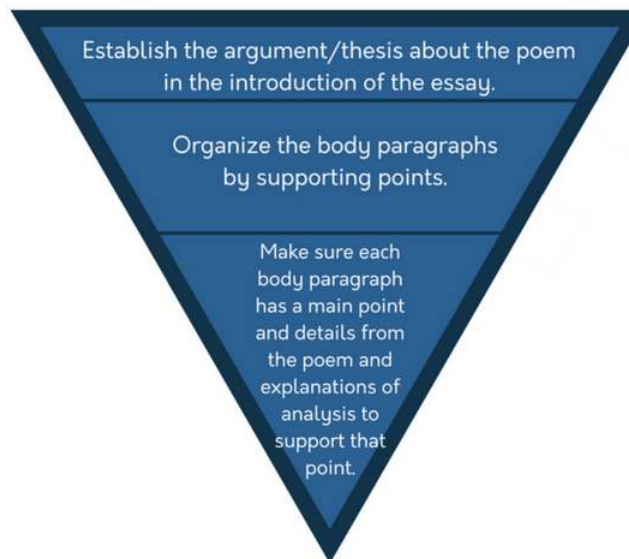 Establish the argument/thesis about the poem
in the introduction of the essay.
Organize the body paragraphs
by supporting points.
Make sure each
body paragraph
has a main point
and details from
the poem and
explanations of
analysis to
support that
point.